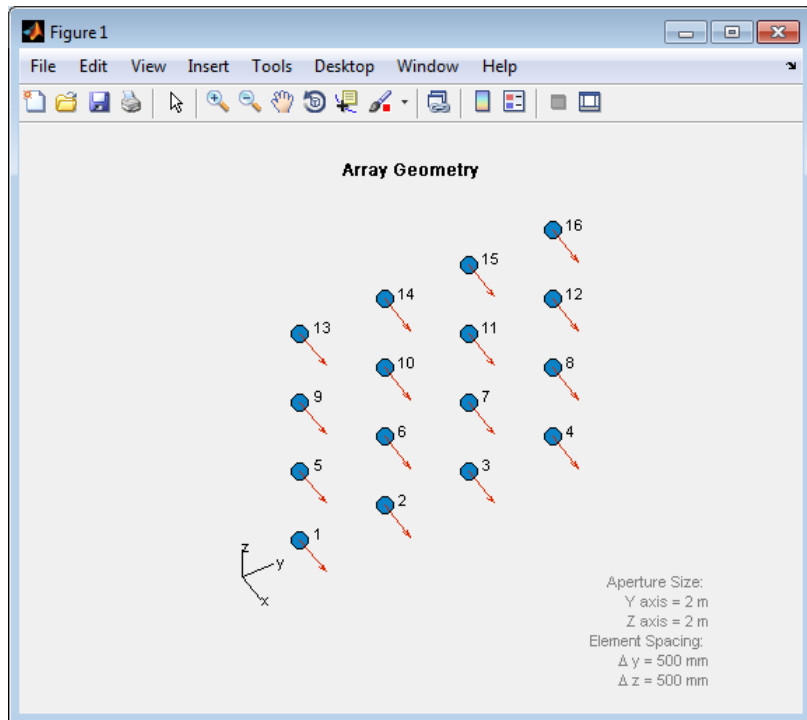 Figure 1
File Edit View Insert Tools Desktop Window Help
Array Geometry
16
15
14
12
13
11
10
8
9
7
6
4
5
3
2
1
z
y
x
Aperture Size:
Y axis = 2 m
Z axis = 2 m
Element Spacing:
Δ y = 500 mm
Δ z = 500 mm